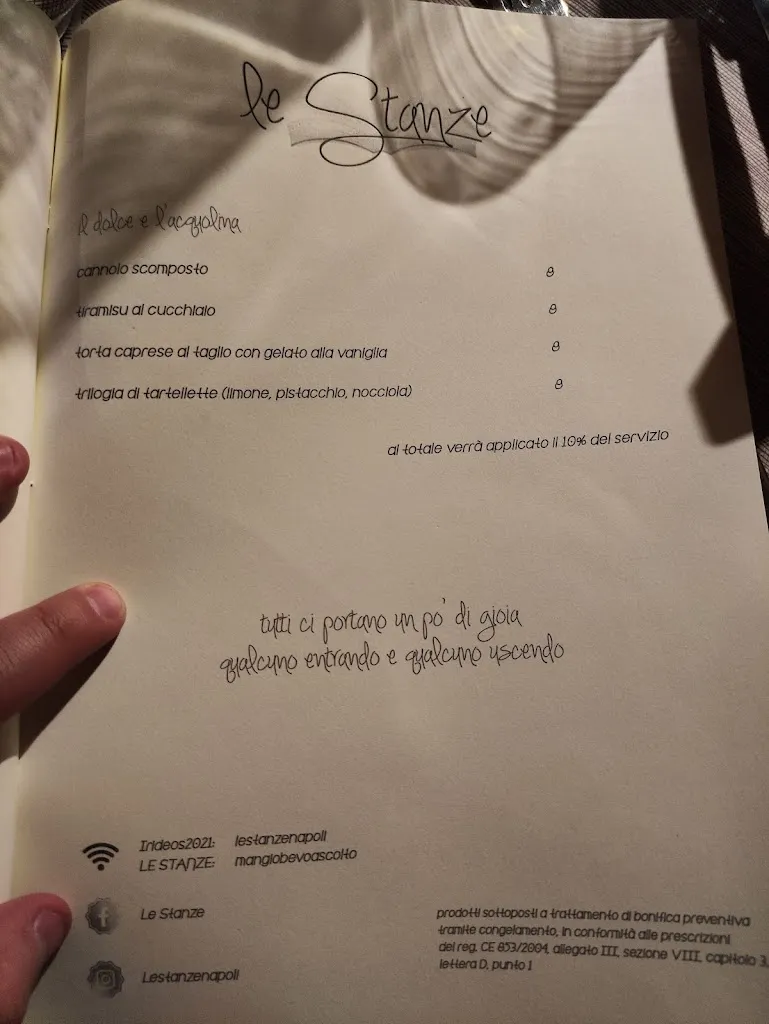 le Stanze
il dolce e l'acquolina
cannolo scomposto 8
tiramisu al cucchiaio 8
torta caprese al taglio con gelato alla vaniglia 8
trilogia di tartellette (limone, pistacchio, nocciola) 8
al totale verrà applicato il 10% del servizio
tutti ci portano un po' di gioia
qualcuno entrando e qualcuno uscendo
Irideos2021: lestanzenapoli
LE STANZE: mangiobevoascolto
Le Stanze
Lestanzenapoli
prodotti sottoposti a trattamento di bonifica preventiva
tramite congelamento, in conformità alle prescrizioni
del reg. CE 853/2004, allegato III, sezione VIII, capitolo 3,
lettera D, punto 1